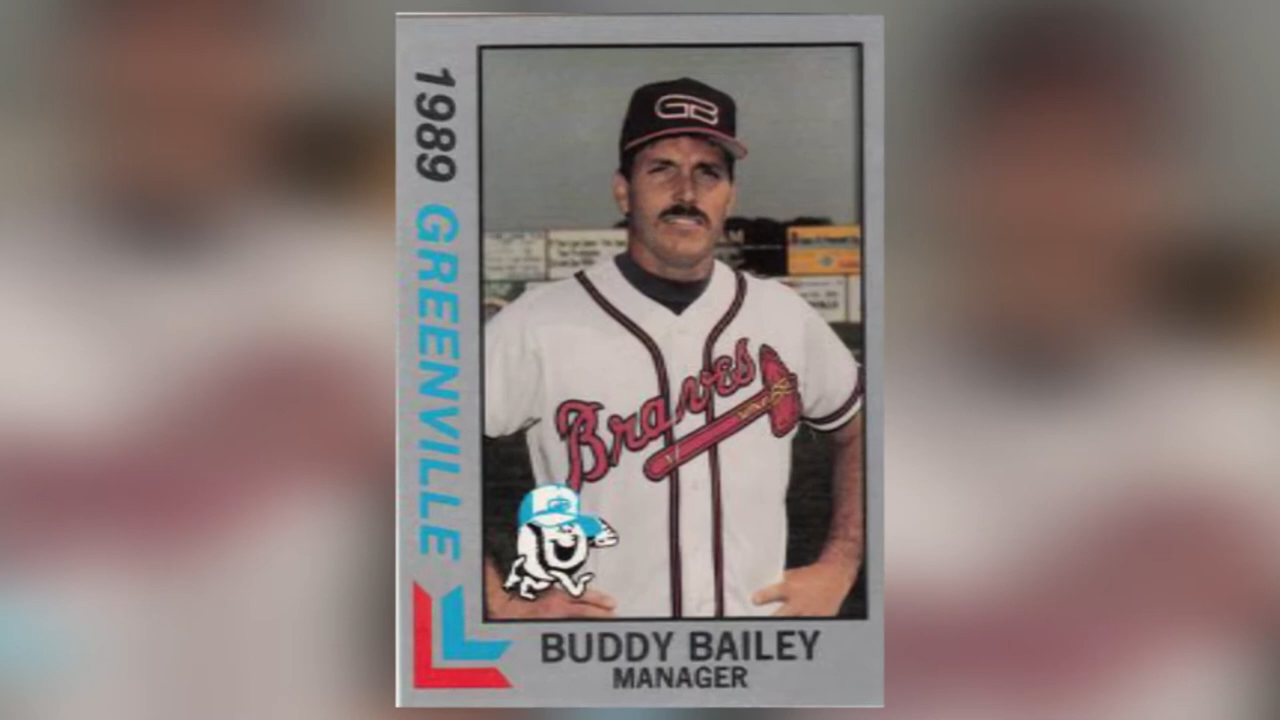 1989 GREENVILLE
GB
Braves
BUDDY BAILEY
MANAGER